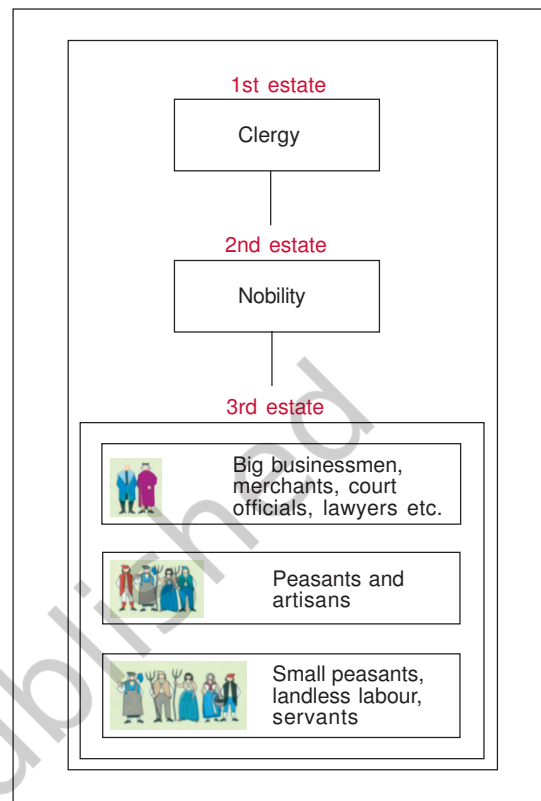 1st estate
Clergy
2nd estate
Nobility
3rd estate
Big businessmen,
merchants, court
officials, lawyers etc.
Peasants and
artisans
Small peasants,
landless labour,
servants